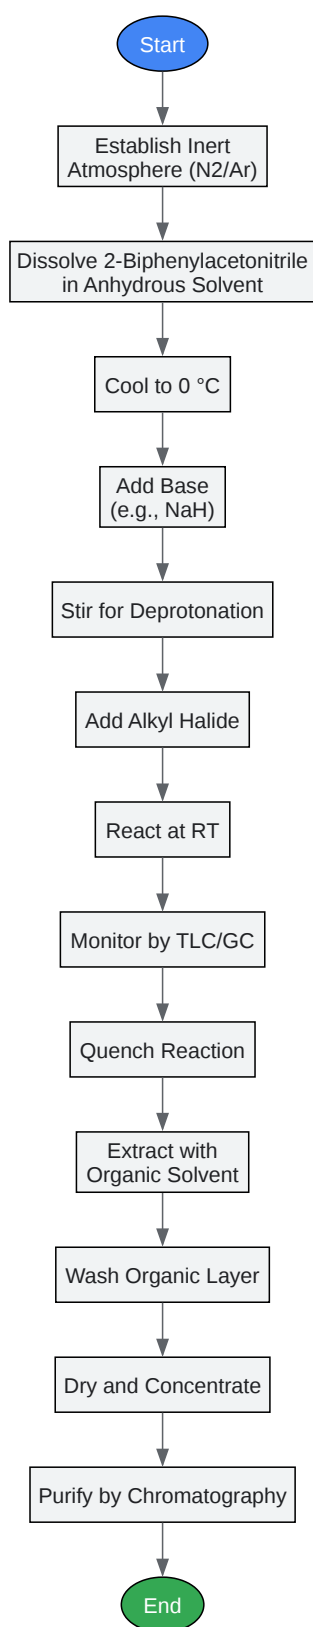 Start
Establish Inert
Atmosphere (N2/Ar)
Dissolve 2-Biphenylacetonitrile
in Anhydrous Solvent
Cool to 0 °C
Add Base
(e.g., NaH)
Stir for Deprotonation
Add Alkyl Halide
React at RT
Monitor by TLC/GC
Quench Reaction
Extract with
Organic Solvent
Wash Organic Layer
Dry and Concentrate
Purify by Chromatography
End